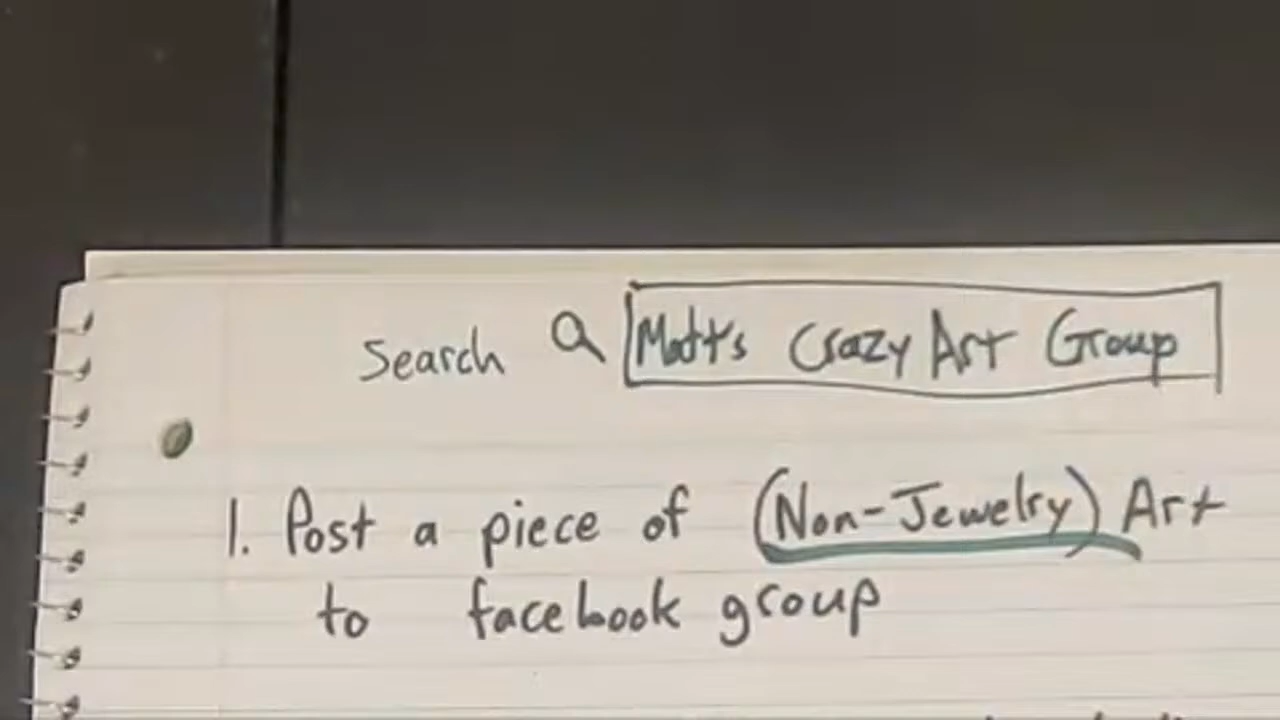 Search Matt's Crazy Art Group
1. Post a piece of (Non-Jewelry) Art
to facebook group